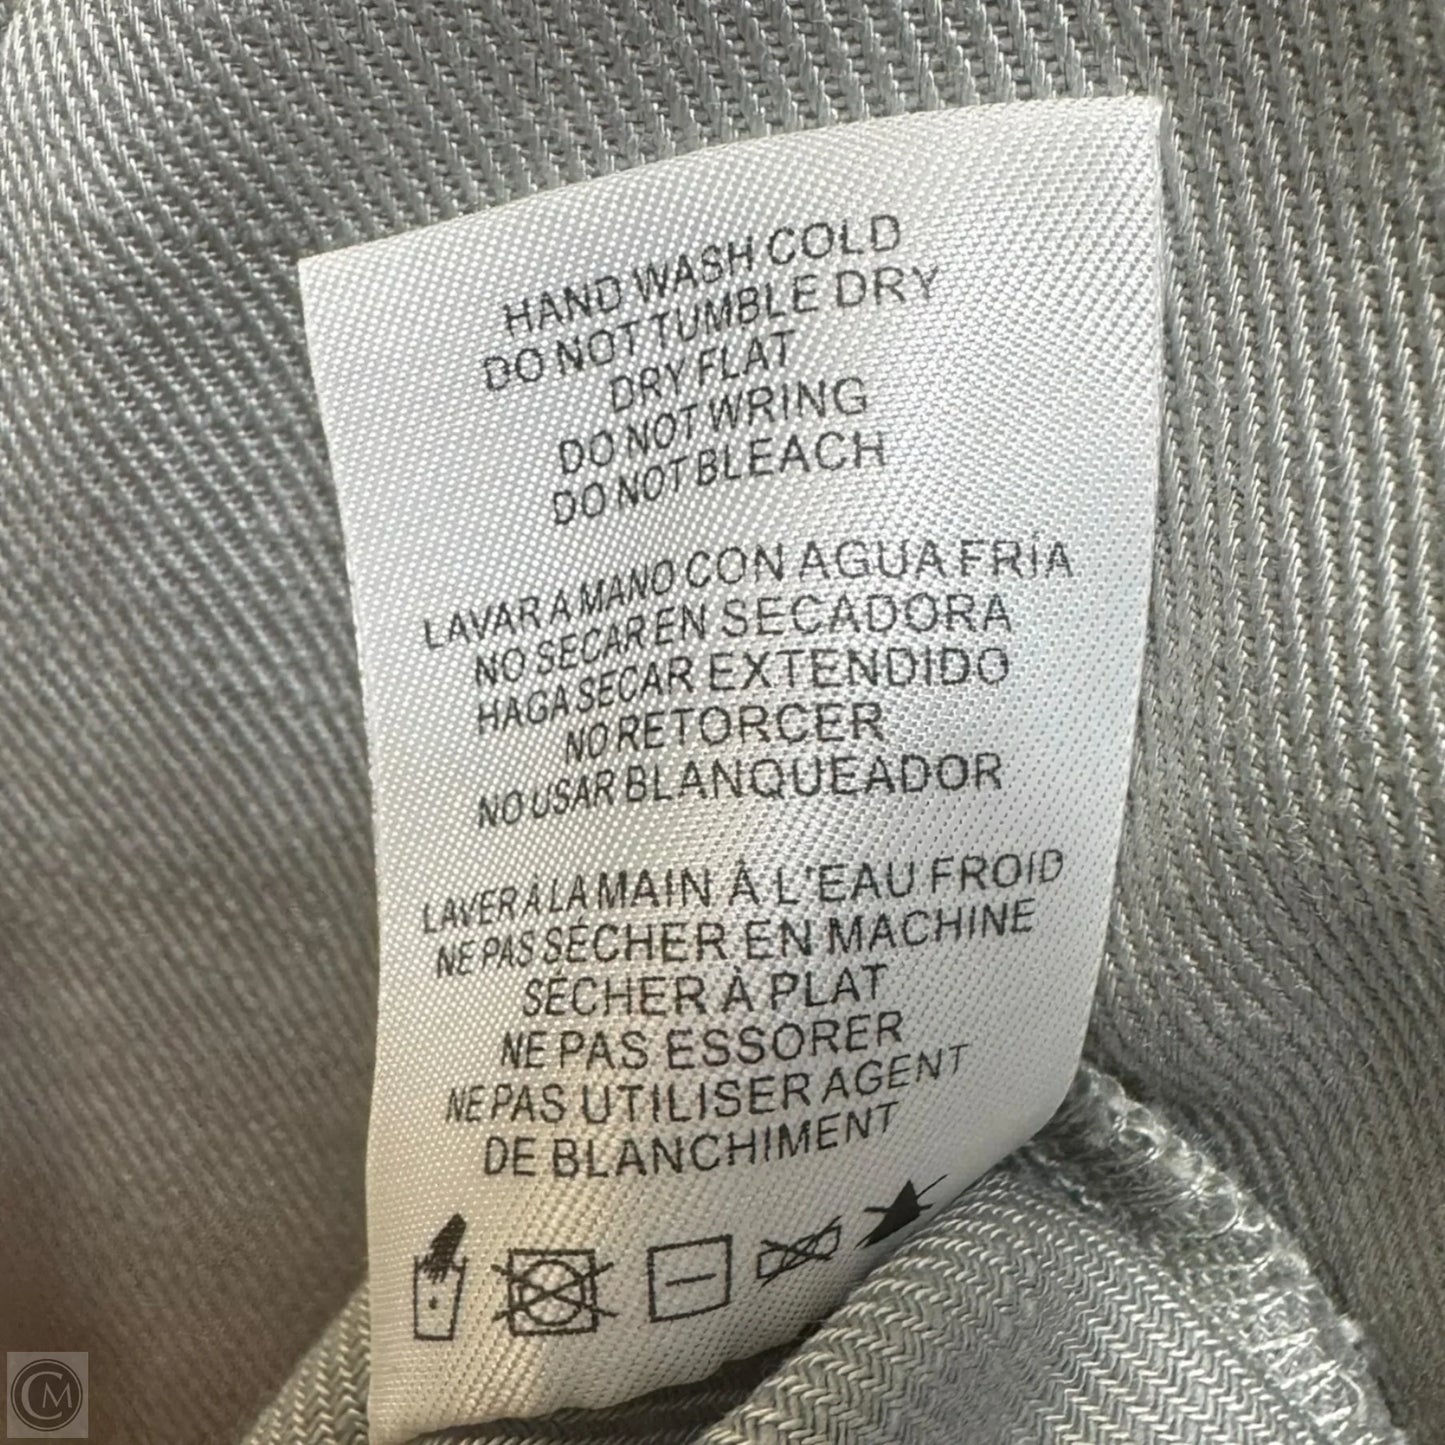 HAND WASH COLD
DO NOT TUMBLE DRY
DRY FLAT
DO NOT WRING
DO NOT BLEACH
LAVAR A MANO CON AGUA FRÍA
NO SECAR EN SECADORA
HAGA SECAR EXTENDIDO
NO RETORCER
NO USAR BLANQUEADOR
LAVER À LA MAIN À L'EAU FROID
NE PAS SÉCHER EN MACHINE
SÉCHER À PLAT
NE PAS ESSORER
NE PAS UTILISER AGENT
DE BLANCHIMENT
CM